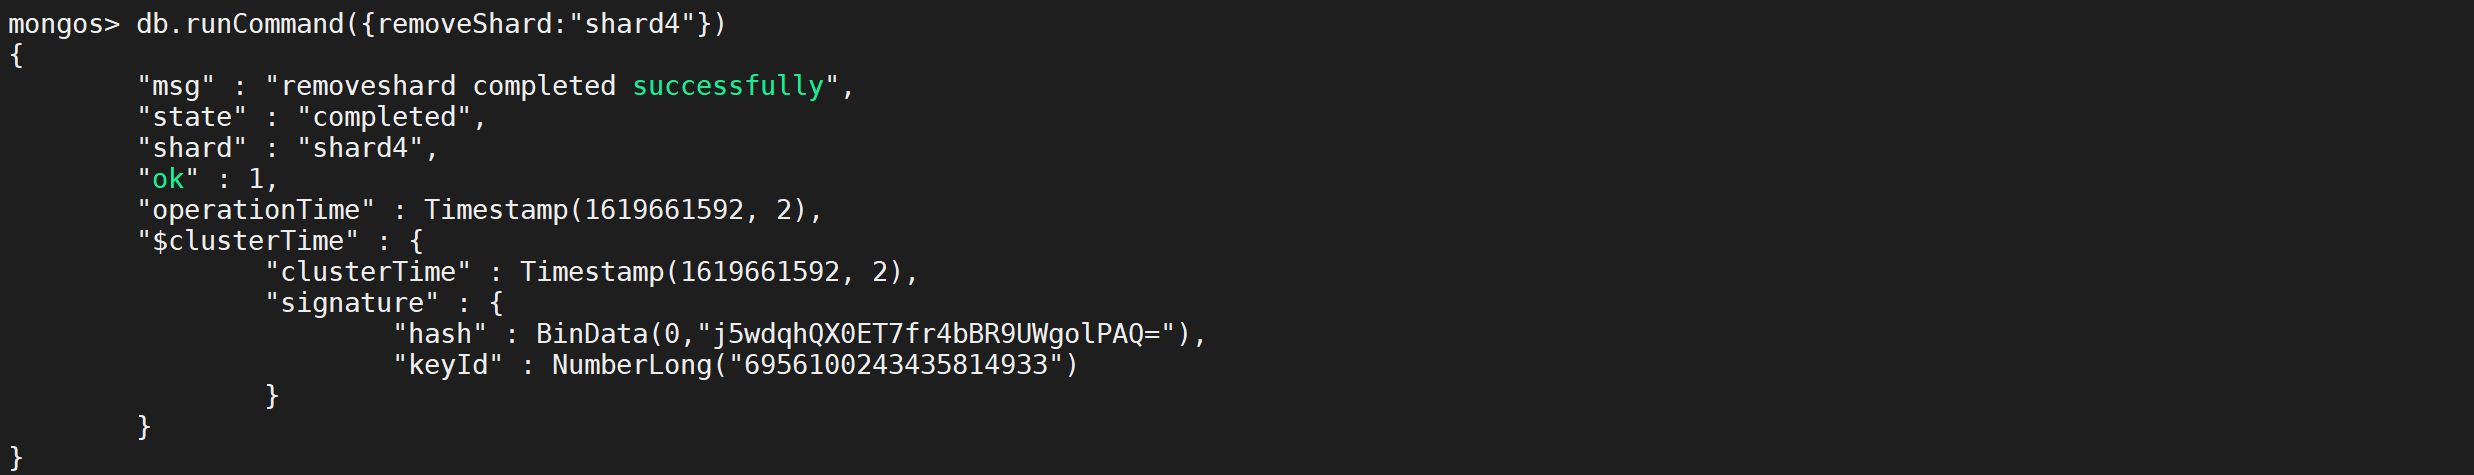 mongos> db.runCommand({removeShard:"shard4"})
{
        "msg" : "removeshard completed successfully",
        "state" : "completed",
        "shard" : "shard4",
        "ok" : 1,
        "operationTime" : Timestamp(1619661592, 2),
        "$clusterTime" : {
                "clusterTime" : Timestamp(1619661592, 2),
                "signature" : {
                        "hash" : BinData(0,"j5wdqhQX0ET7fr4bBR9UWgolPAQ="),
                        "keyId" : NumberLong("6956100243435814933")
                }
        }
}